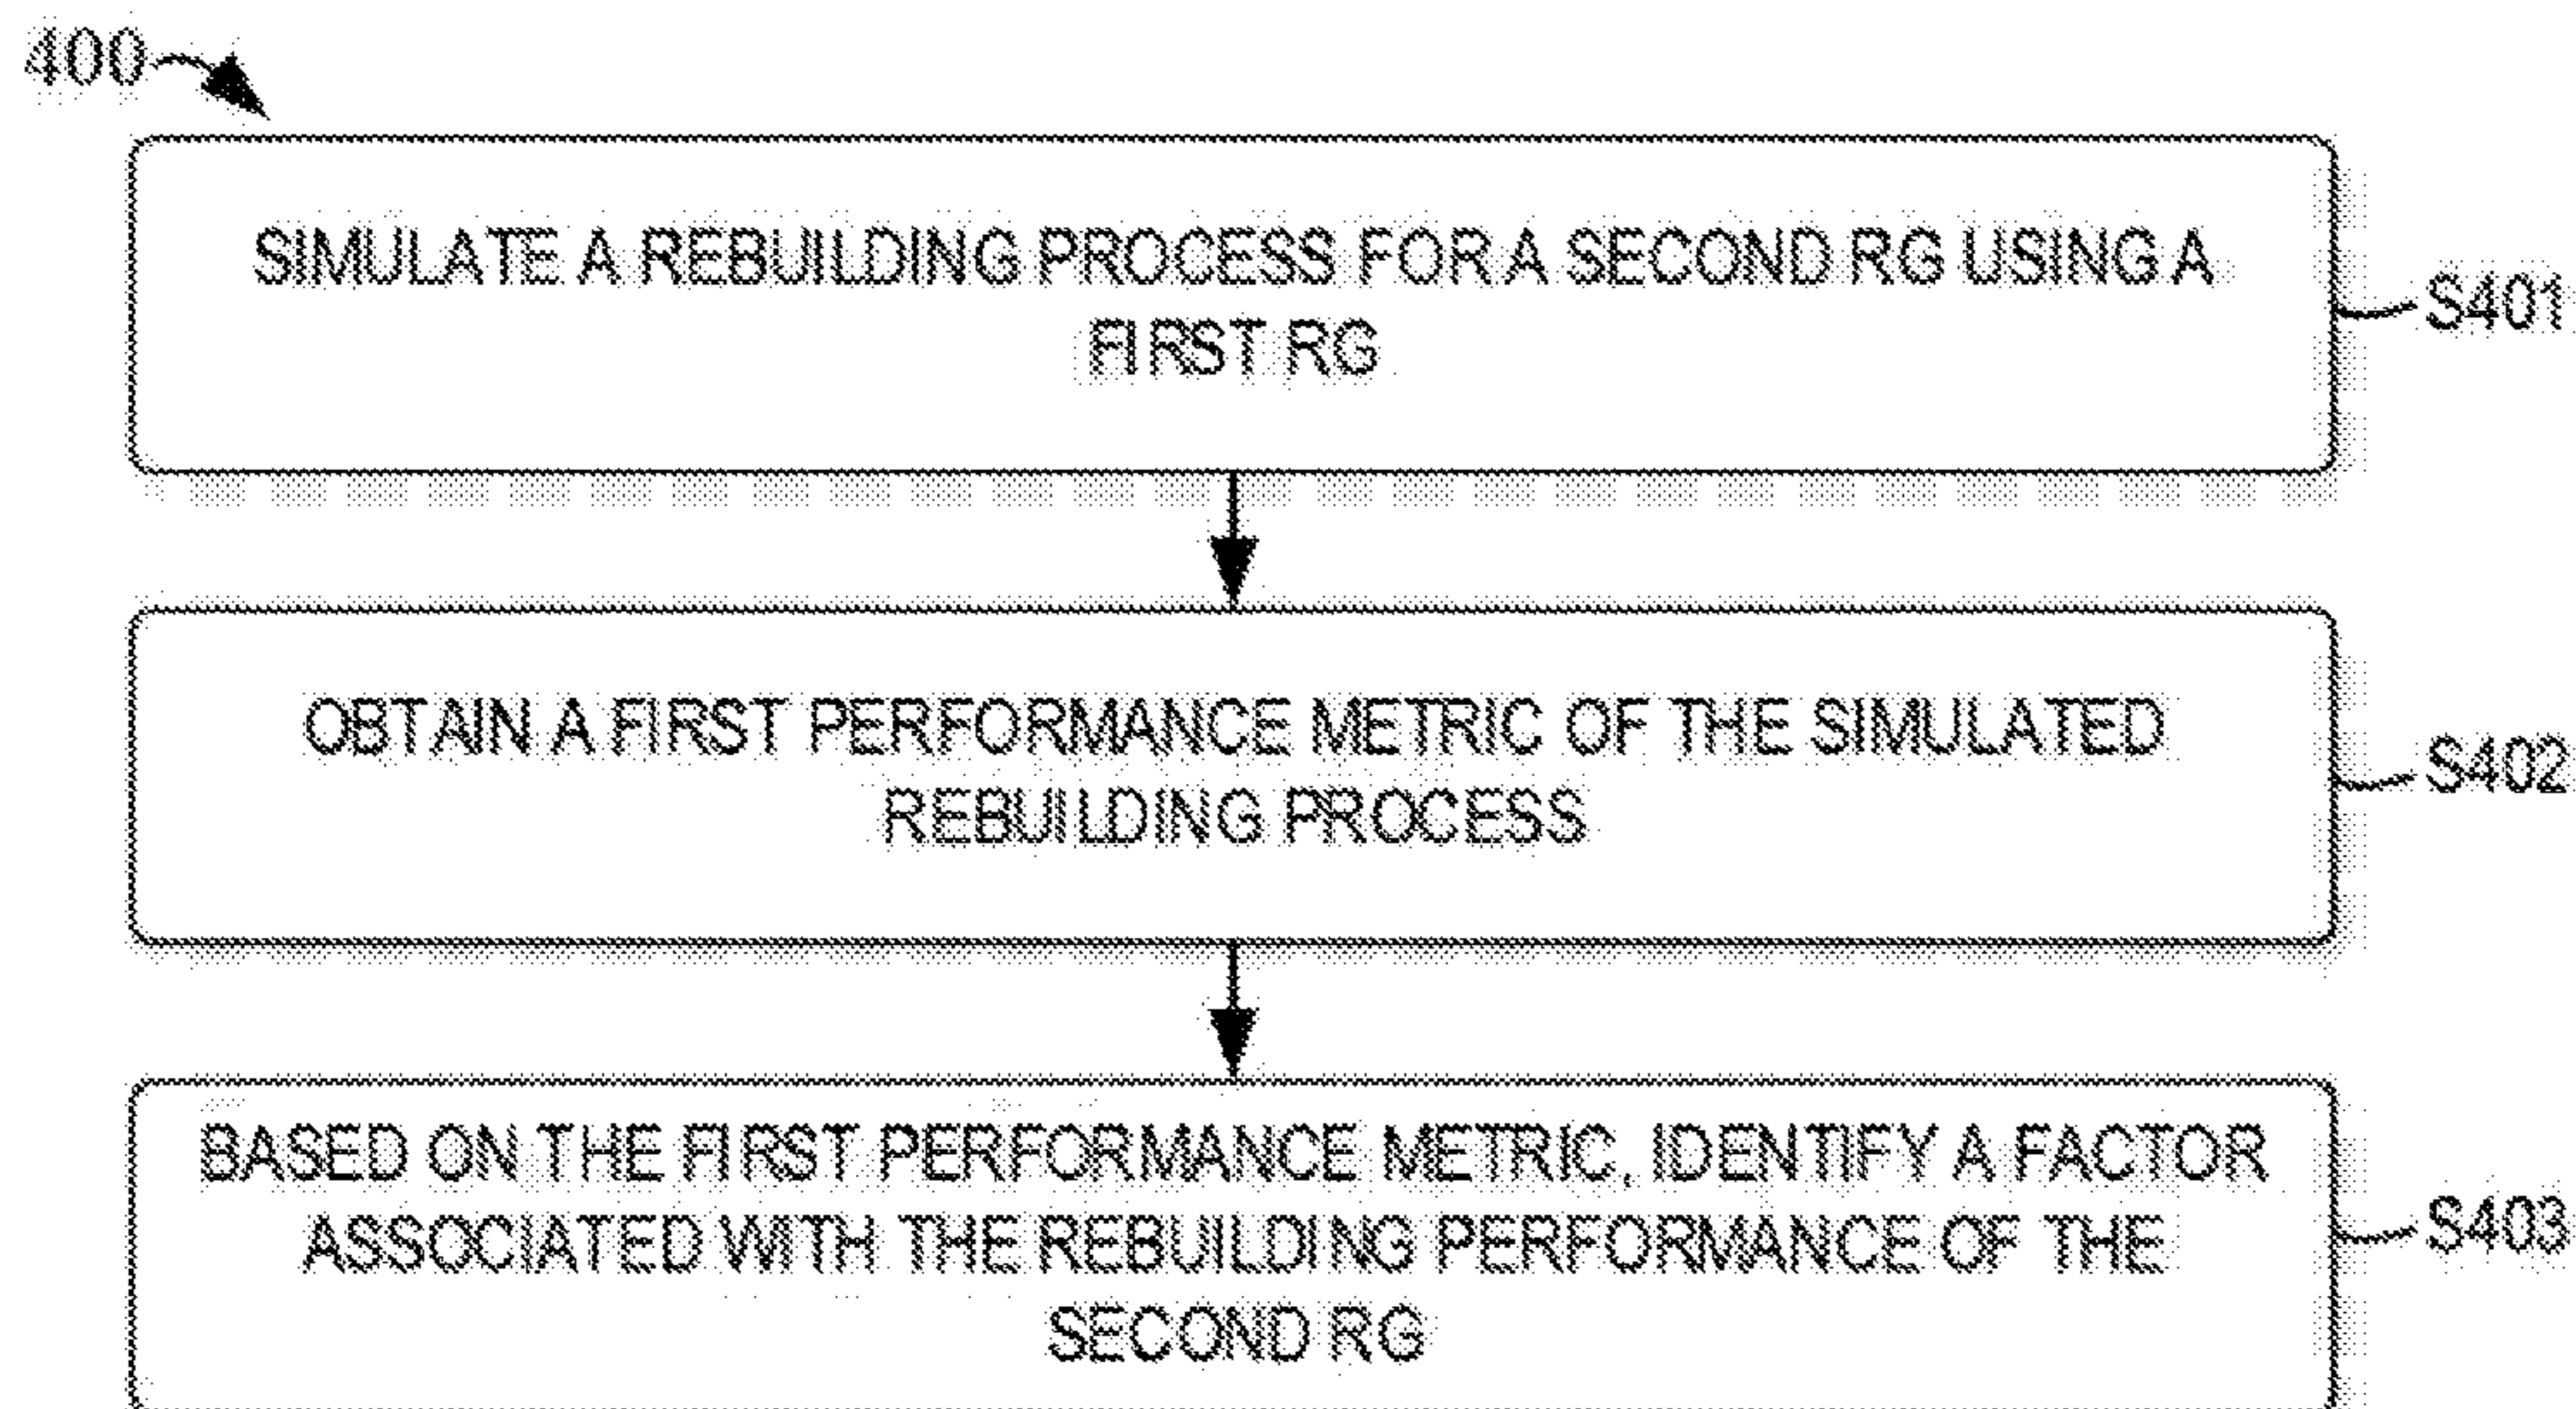 400
SIMULATE A REBUILDING PROCESS FOR A SECOND RG USING A
FIRST RG
S401
OBTAIN A FIRST PERFORMANCE METRIC OF THE SIMULATED
REBUILDING PROCESS
S402
BASED ON THE FIRST PERFORMANCE METRIC, IDENTIFY A FACTOR
ASSOCIATED WITH THE REBUILDING PERFORMANCE OF THE
SECOND RG
S403